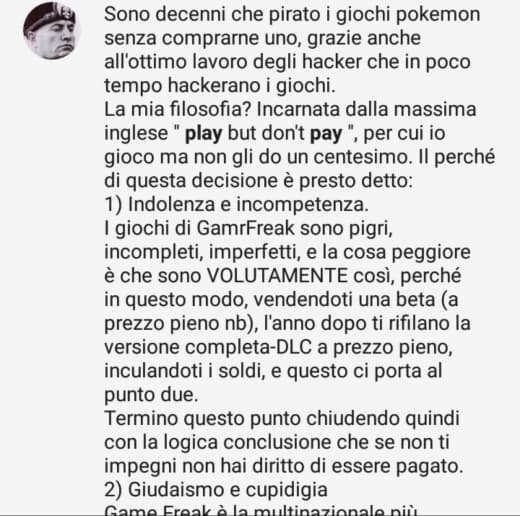 Sono decenni che pirato i giochi pokemon
senza comprarne uno, grazie anche
all'ottimo lavoro degli hacker che in poco
tempo hackerano i giochi.
La mia filosofia? Incarnata dalla massima
inglese " play but don't pay ", per cui io
gioco ma non gli do un centesimo. Il perché
di questa decisione è presto detto:
1) Indolenza e incompetenza.
I giochi di GamrFreak sono pigri,
incompleti, imperfetti, e la cosa peggiore
è che sono VOLUTAMENTE così, perché
in questo modo, vendendoti una beta (a
prezzo pieno nb), l'anno dopo ti rifilano la
versione completa-DLC a prezzo pieno,
inculandoti i soldi, e questo ci porta al
punto due.
Termino questo punto chiudendo quindi
con la logica conclusione che se non ti
impegni non hai diritto di essere pagato.
2) Giudaismo e cupidigia
Game Freak è la multinazionale più